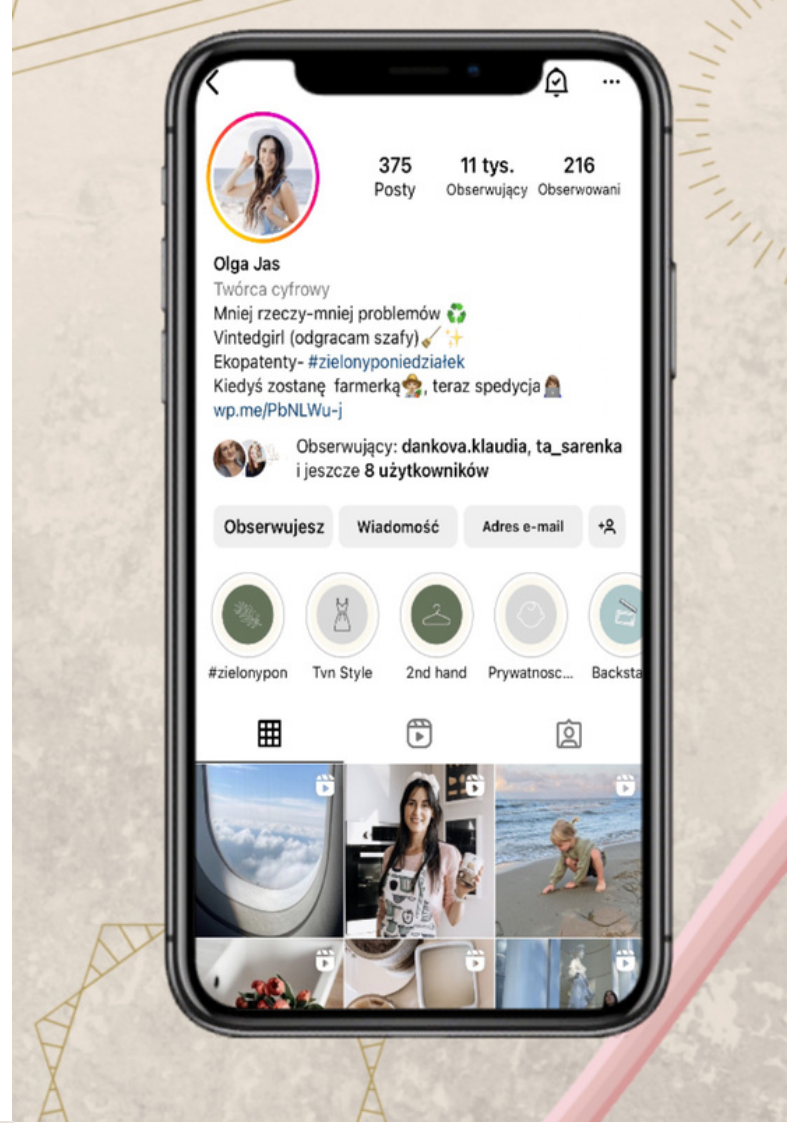 375
Posty
11 tys.
Obserwujący
216
Obserwowani
Olga Jas
Twórca cyfrowy
Mniej rzeczy-mniej problemów ♻️
Vintedgirl (odgracam szafy)🧹✨
Ekopatenty- #zielonyponiedziałek
Kiedyś zostanę farmerką👩🏼‍🌾, teraz spedycja👩🏽‍💻
wp.me/PbNLWu-j
Obserwujący: dankova.klaudia, ta_sarenka
i jeszcze 8 użytkowników
Obserwujesz
Wiadomość
Adres e-mail
#zielonypon
Tvn Style
2nd hand
Prywatnosc...
Backsta